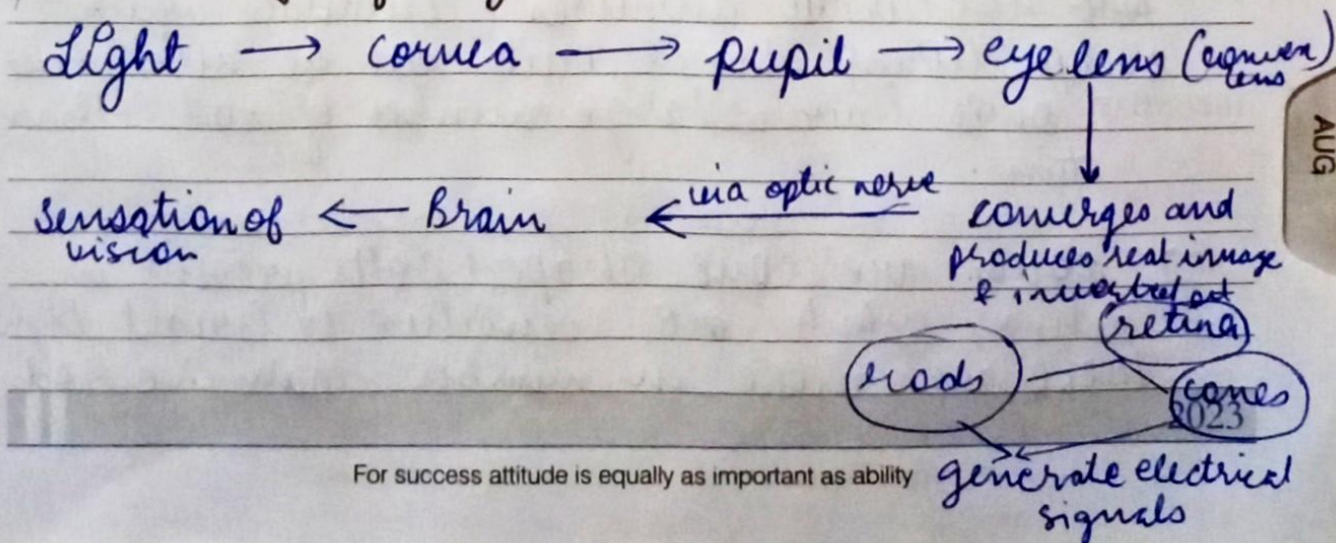 Light → cornea → pupil → eye lens (convex
lens)
AUG
via optic nerve
sensation of ← Brain ← converges and
vision
produces real image
& inverted at
retina
rods
cones
2023
For success attitude is equally as important as ability
generate electrical
signals